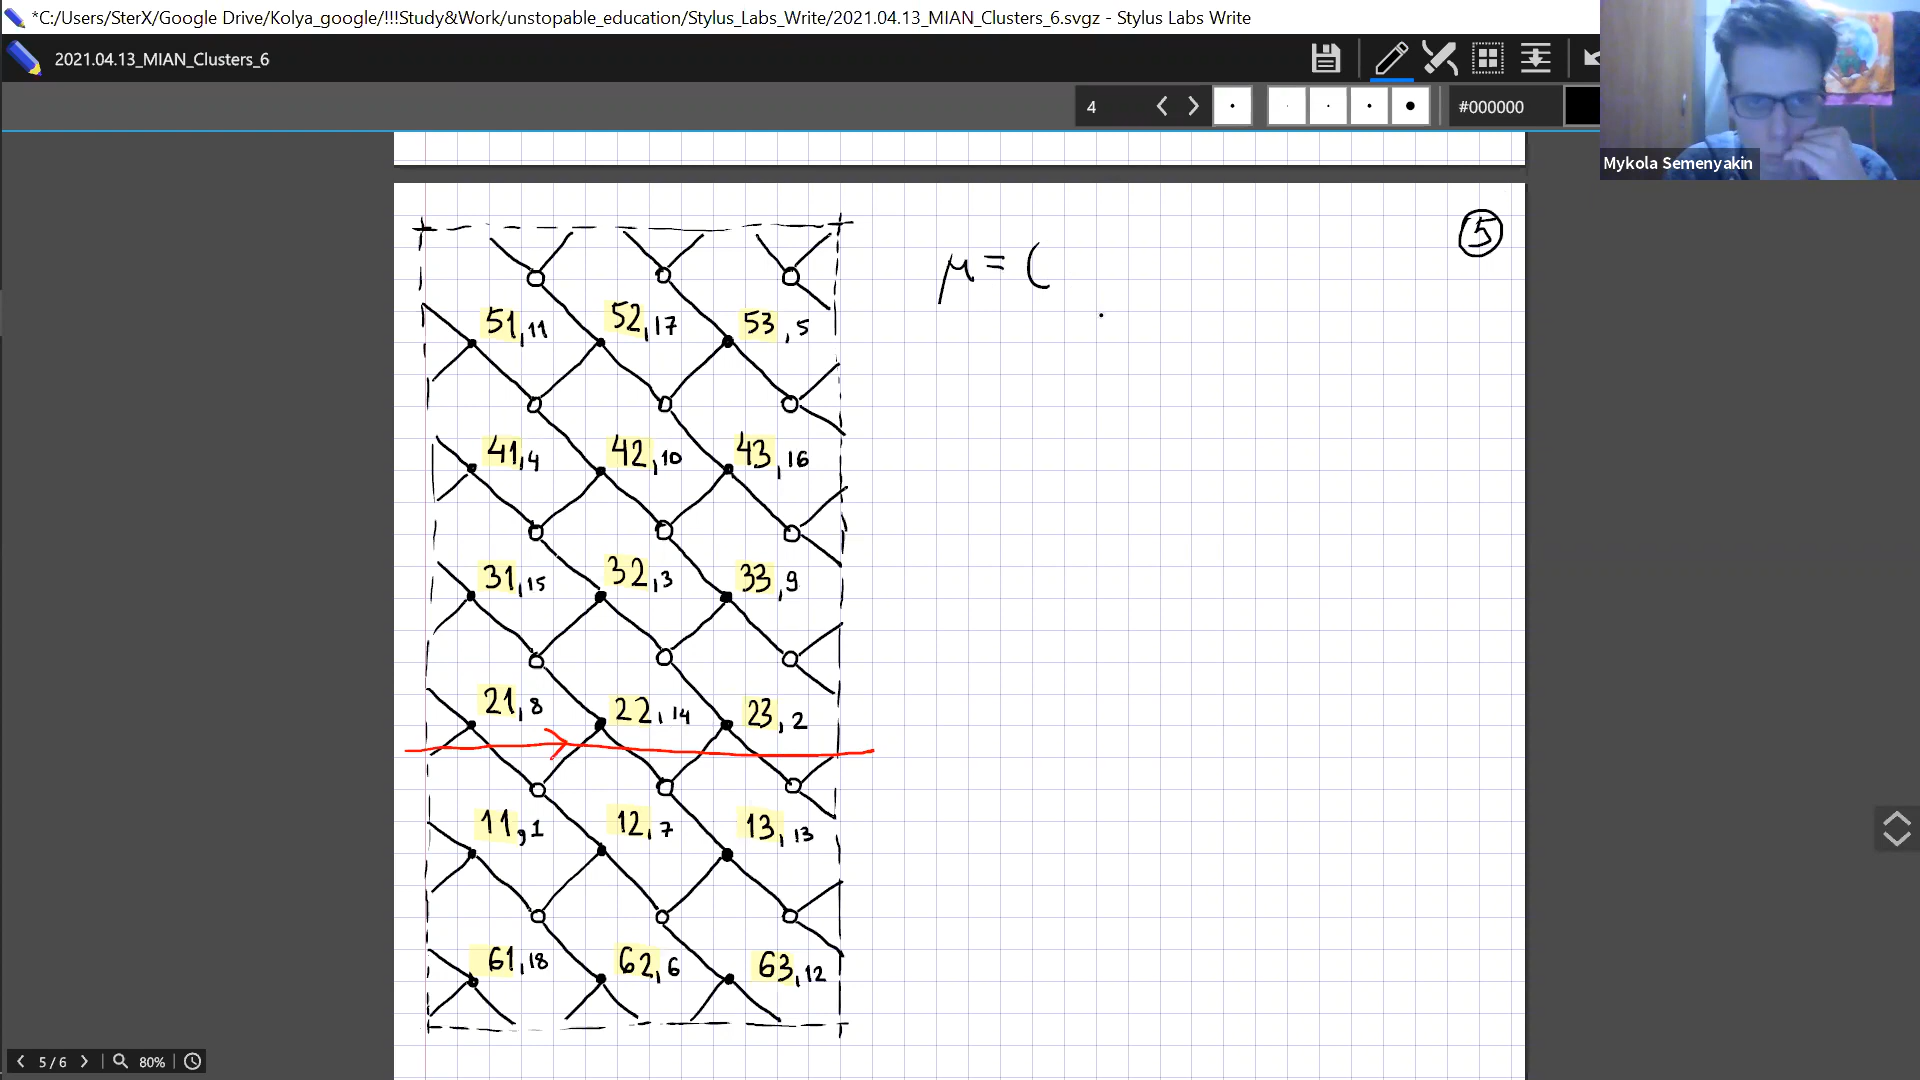 *C:/Users/SterX/Google Drive/Kolya_google/!!!Study&Work/unstopable_education/Stylus_Labs_Write/2021.04.13_MIAN_Clusters_6.svgz - Stylus Labs Write
2021.04.13_MIAN_Clusters_6
4
#000000
Mykola Semenyakin
μ = (
5
51,11 52,17 53,5
41,4 42,10 43,16
31,15 32,3 33,9
21,8 22,14 23,2
11,1 12,7 13,13
61,18 62,6 63,12
5 / 6 80%